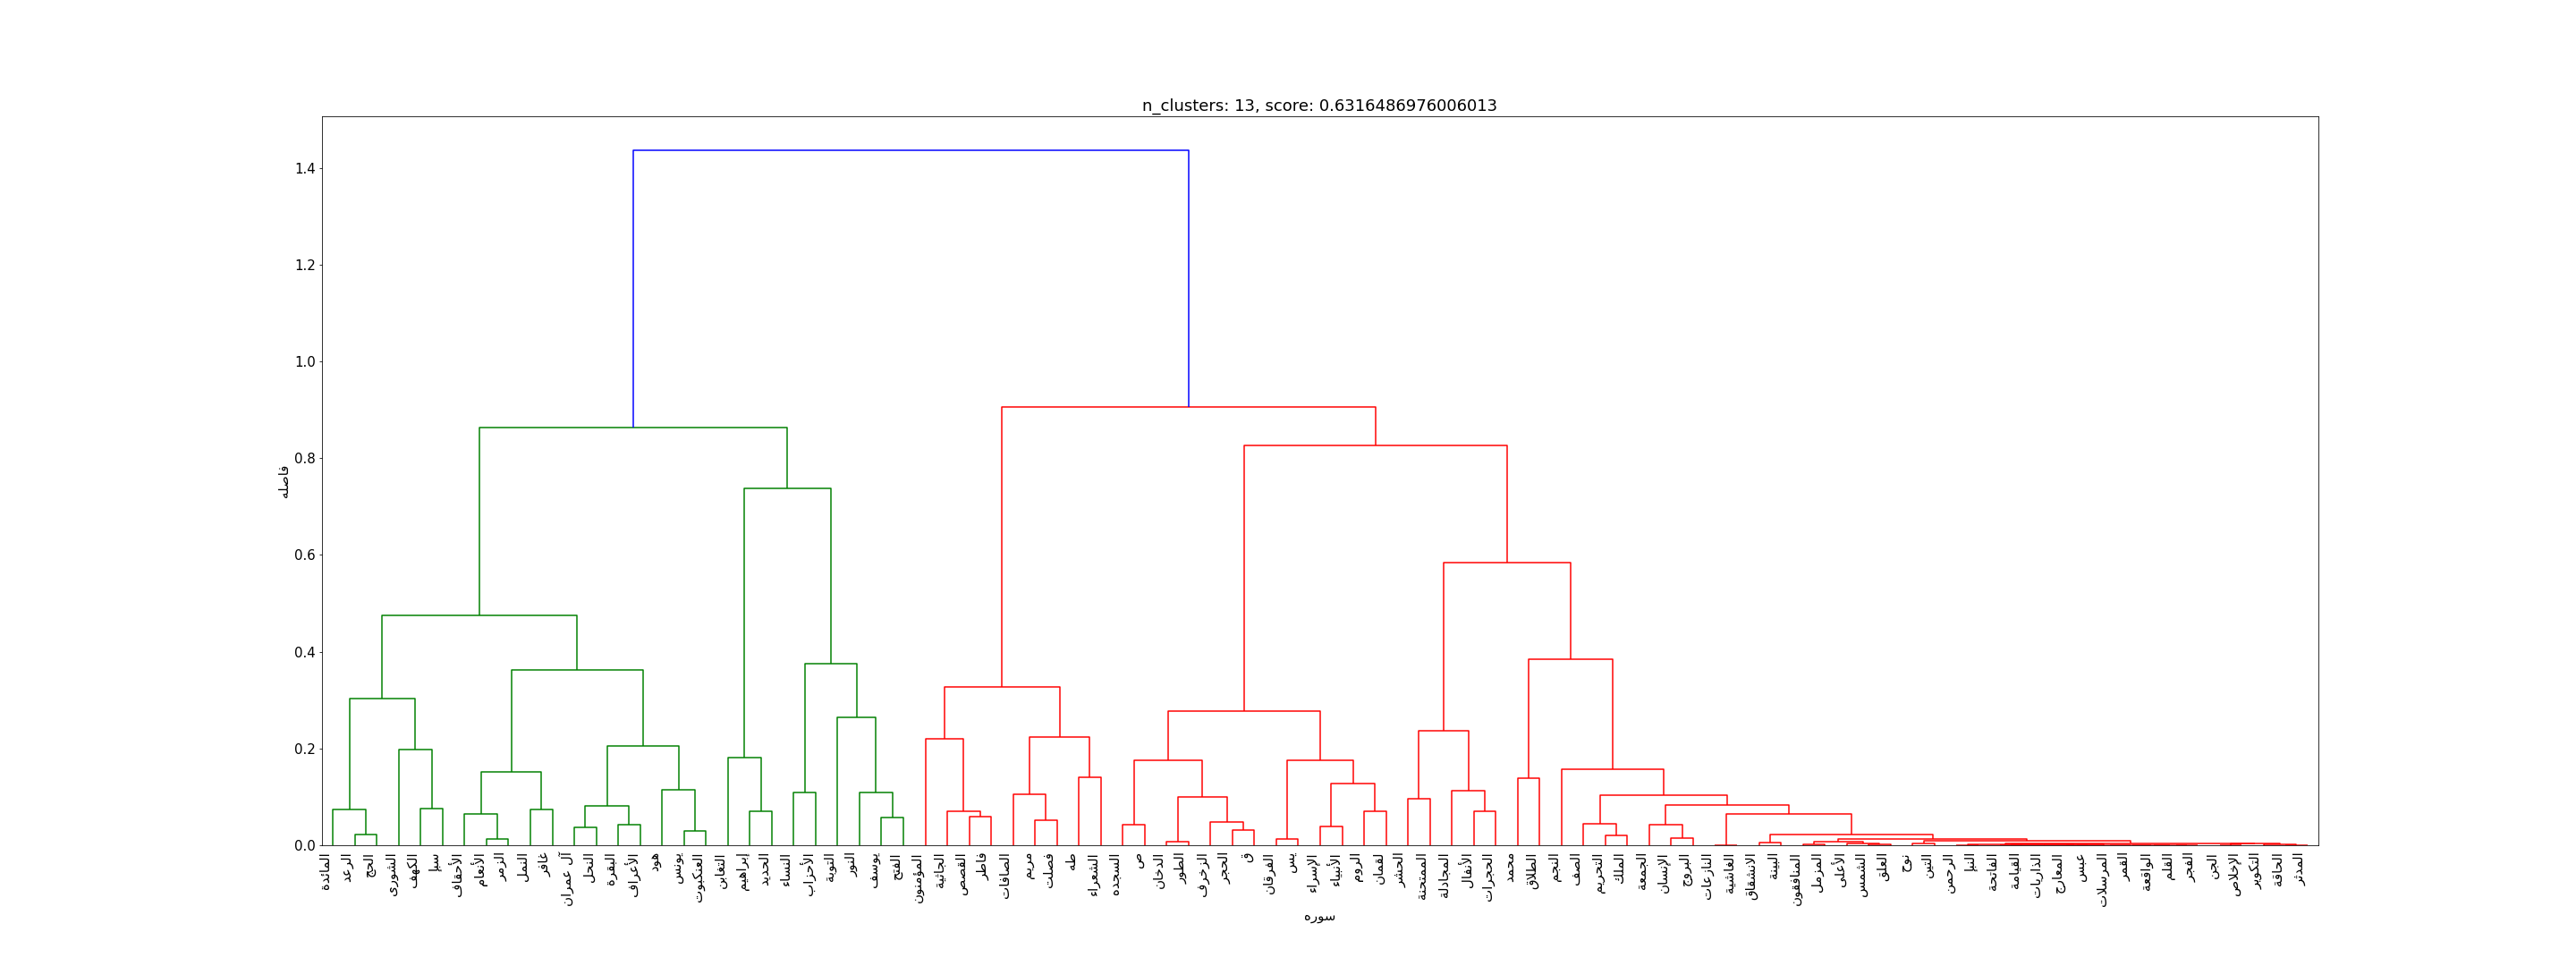 n_clusters: 13, score: 0.6316486976006013
1.4
1.2
1.0
0.8
0.6
0.4
0.2
0.0
فاصله
المائدة
الرعد
الحج
الشورى
الكهف
سبإ
الأحقاف
الأنعام
الزمر
النمل
غافر
آل عمران
النحل
البقرة
الأعراف
هود
يونس
العنكبوت
التغابن
إبراهيم
الحديد
النساء
الأحزاب
التوبة
النور
يوسف
الفتح
المؤمنون
الجاثية
القصص
فاطر
الصافات
مريم
فصلت
طه
الشعراء
السجده
ص
الدخان
الطور
الزخرف
الحجر
ق
الفرقان
يس
الإسراء
الأنبياء
الروم
لقمان
الحشر
الممتحنة
المجادلة
الأنفال
الحجرات
محمد
الطلاق
النجم
الصف
التحريم
الملك
الجمعة
الإنسان
البروج
النازعات
الغاشية
الانشقاق
البينة
المنافقون
المزمل
الأعلى
الشمس
العلق
نوح
التين
الرحمن
النبإ
الفاتحة
القيامة
الذاريات
المعارج
عبس
المرسلات
القمر
الواقعة
القلم
الفجر
الجن
الإخلاص
التكوير
الحاقة
المدثر
سوره